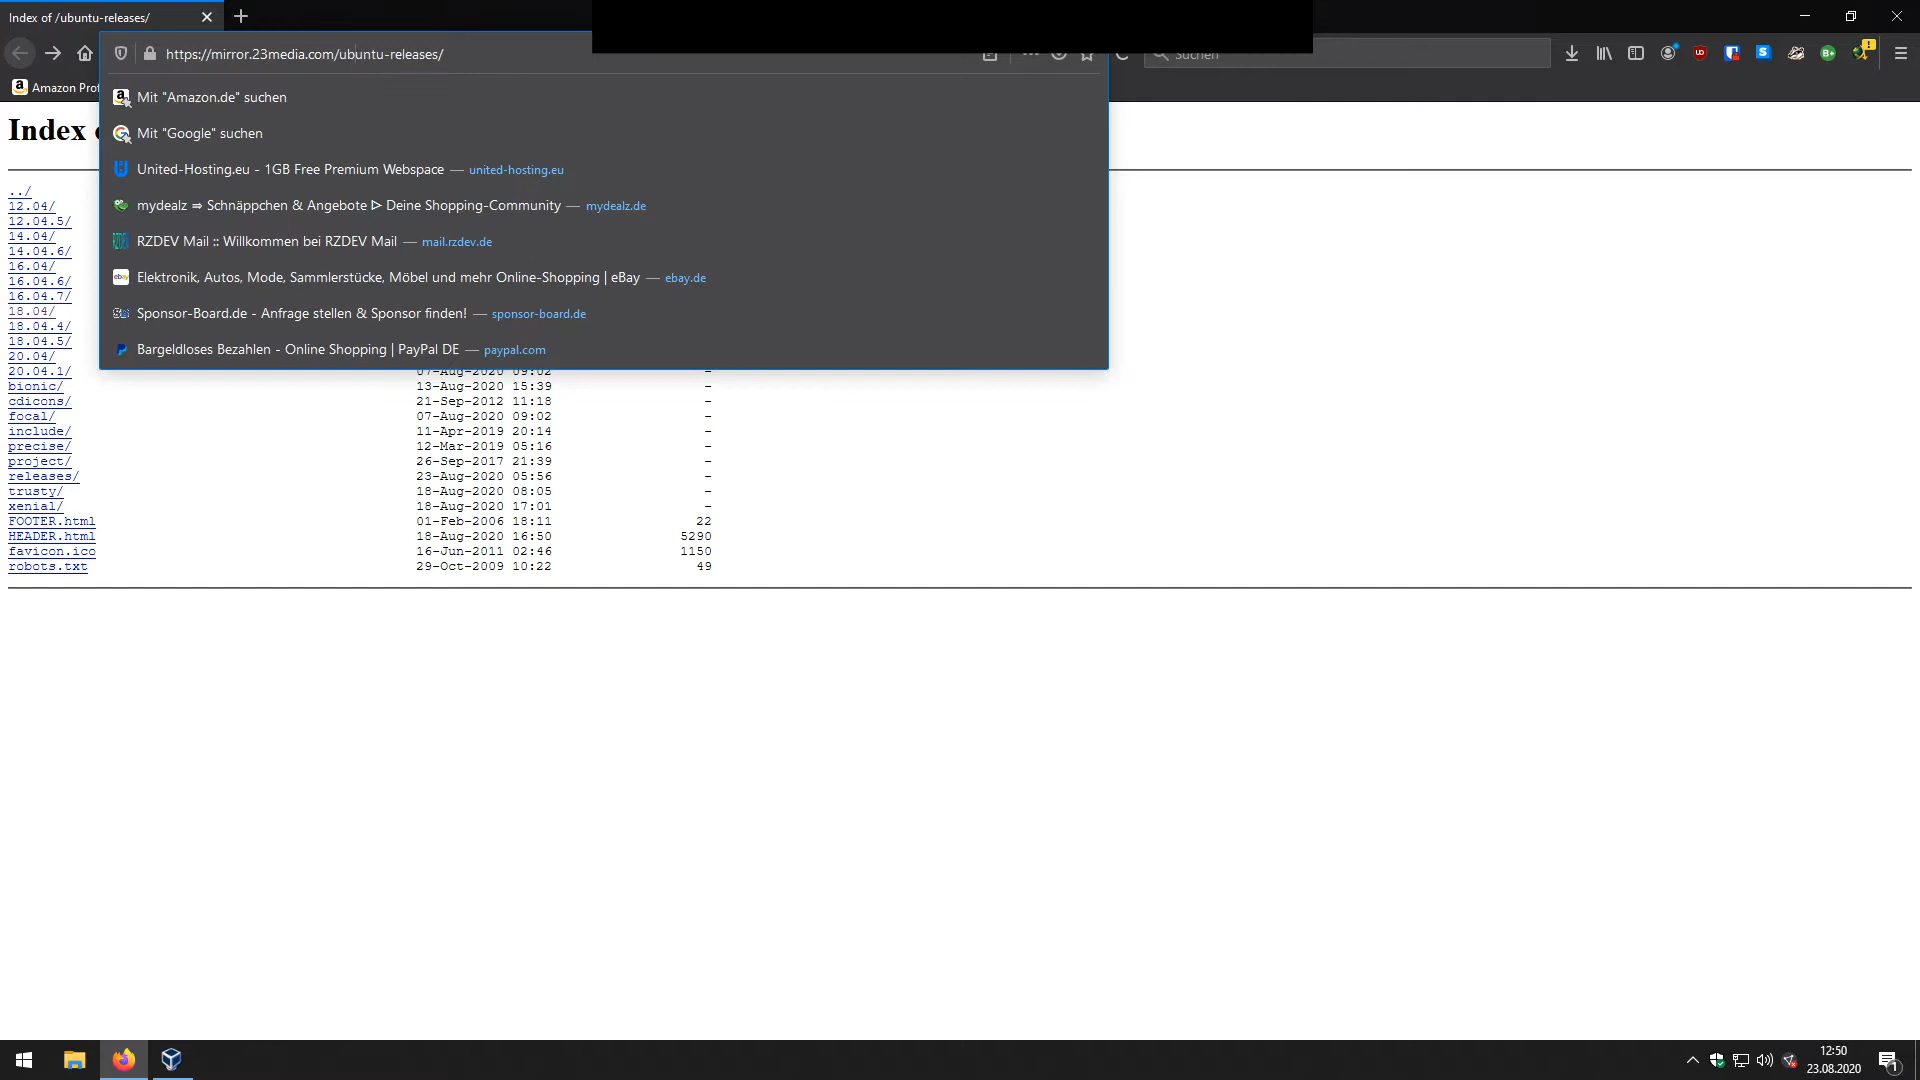 Index of /ubuntu-releases/
https://mirror.23media.com/ubuntu-releases/
Suchen
Amazon
Mit "Amazon.de" suchen
Index
Mit "Google" suchen
United-Hosting.eu - 1GB Free Premium Webspace — united-hosting.eu
../
12.04/
mydealz ⇒ Schnäppchen & Angebote ᐅ Deine Shopping-Community — mydealz.de
12.04.5/
14.04/
RZDEV Mail :: Willkommen bei RZDEV Mail — mail.rzdev.de
14.04.6/
16.04/
Elektronik, Autos, Mode, Sammlerstücke, Möbel und mehr Online-Shopping | eBay — ebay.de
16.04.6/
16.04.7/
18.04/
Sponsor-Board.de - Anfrage stellen & Sponsor finden! — sponsor-board.de
18.04.4/
18.04.5/
Bargeldloses Bezahlen - Online Shopping | PayPal DE — paypal.com
20.04/
20.04.1/ 07-Aug-2020 09:02 -
bionic/ 13-Aug-2020 15:39 -
cdicons/ 21-Sep-2012 11:18 -
focal/ 07-Aug-2020 09:02 -
include/ 11-Apr-2019 20:14 -
precise/ 12-Mar-2019 05:16 -
project/ 26-Sep-2017 21:39 -
releases/ 23-Aug-2020 05:56 -
trusty/ 18-Aug-2020 08:05 -
xenial/ 18-Aug-2020 17:01 -
FOOTER.html 01-Feb-2006 18:11 22
HEADER.html 18-Aug-2020 16:50 5290
favicon.ico 16-Jun-2011 02:46 1150
robots.txt 29-Oct-2009 10:22 49
12:50
23.08.2020
1